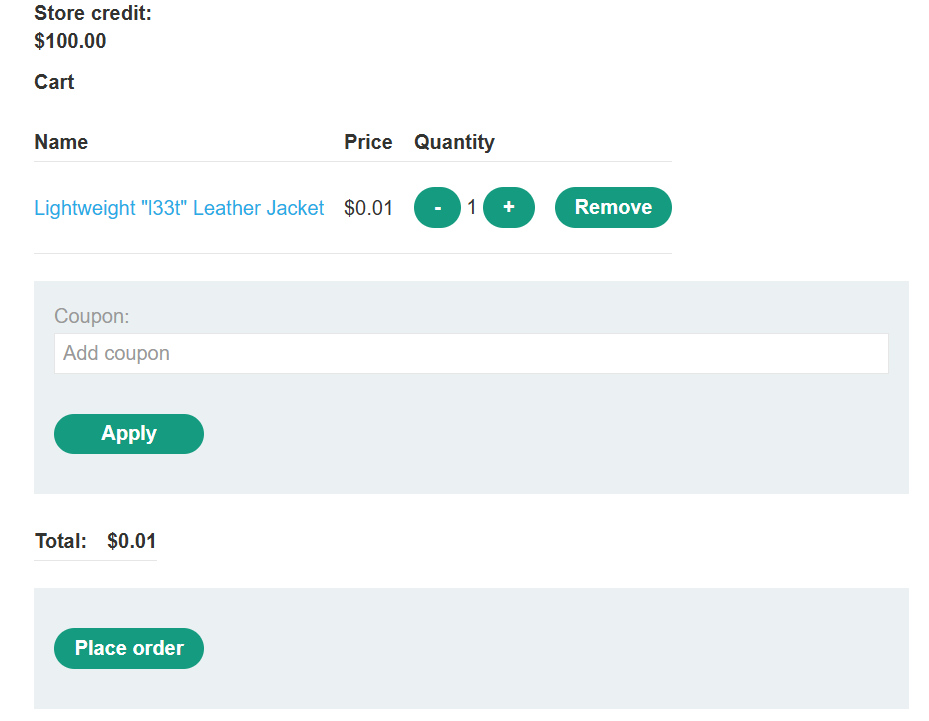 Store credit:
$100.00
Cart
Name Price Quantity
Lightweight "l33t" Leather Jacket $0.01 - 1 + Remove
Coupon:
Add coupon
Apply
Total: $0.01
Place order